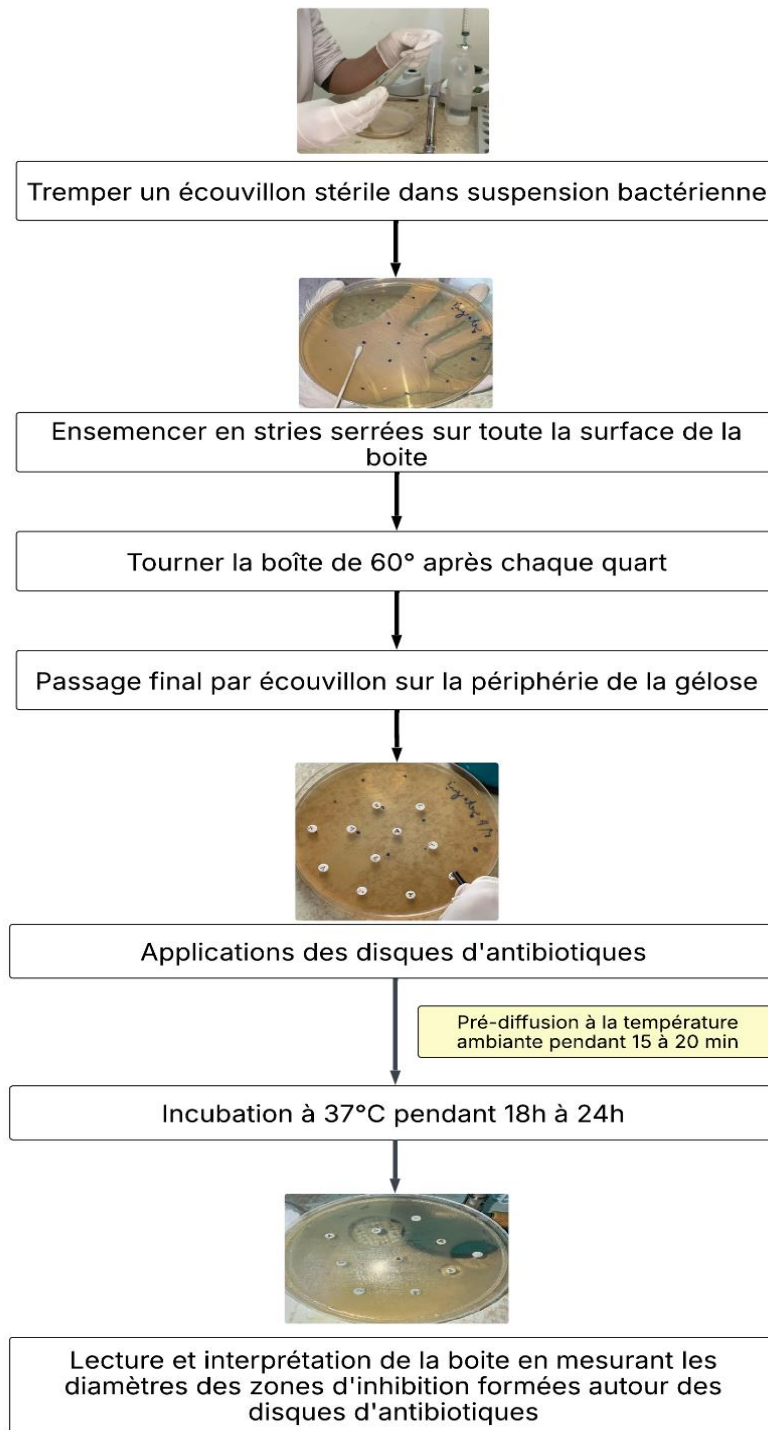 Tremper un écouvillon stérile dans suspension bactérienne
Ensemencer en stries serrées sur toute la surface de la
boite
Tourner la boîte de 60° après chaque quart
Passage final par écouvillon sur la périphérie de la gélose
Applications des disques d'antibiotiques
Pré-diffusion à la température
ambiante pendant 15 à 20 min
Incubation à 37°C pendant 18h à 24h
Lecture et interprétation de la boite en mesurant les
diamètres des zones d'inhibition formées autour des
disques d'antibiotiques